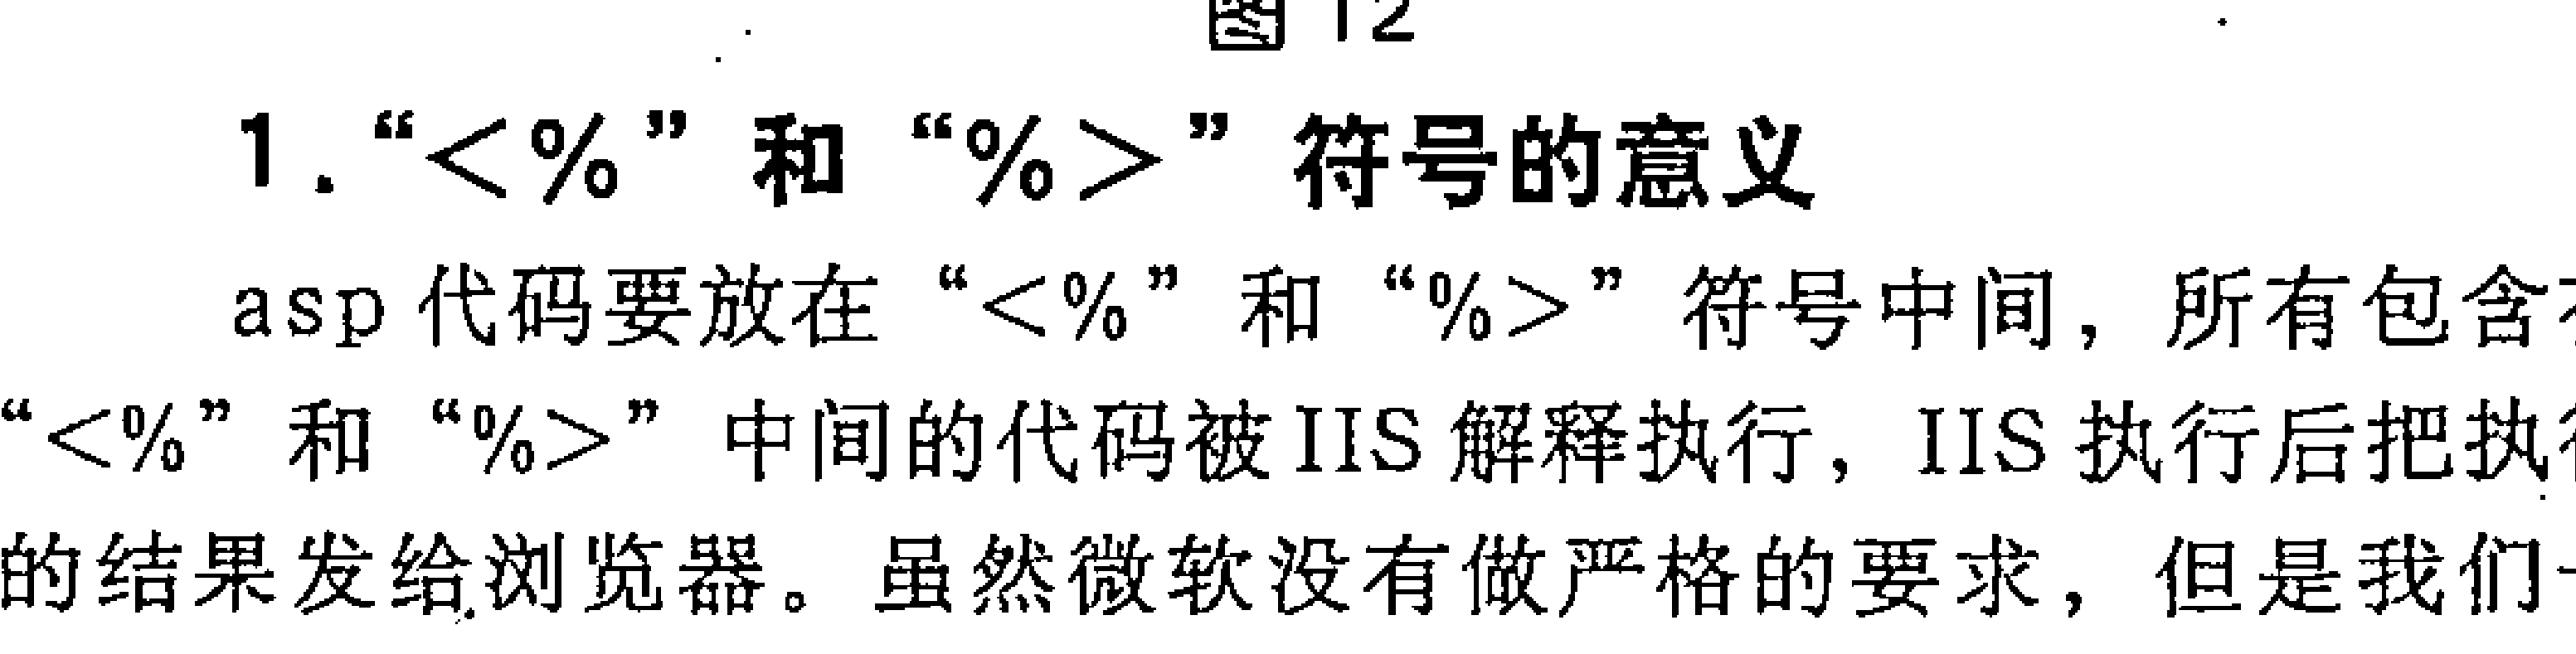 图 12
1.“<%” 和 “%>” 符号的意义
asp 代码要放在 “<%” 和 “%>” 符号中间，所有包含
“<%” 和 “%>” 中间的代码被 IIS 解释执行，IIS 执行后把执
的结果发给浏览器。虽然微软没有做严格的要求，但是我们